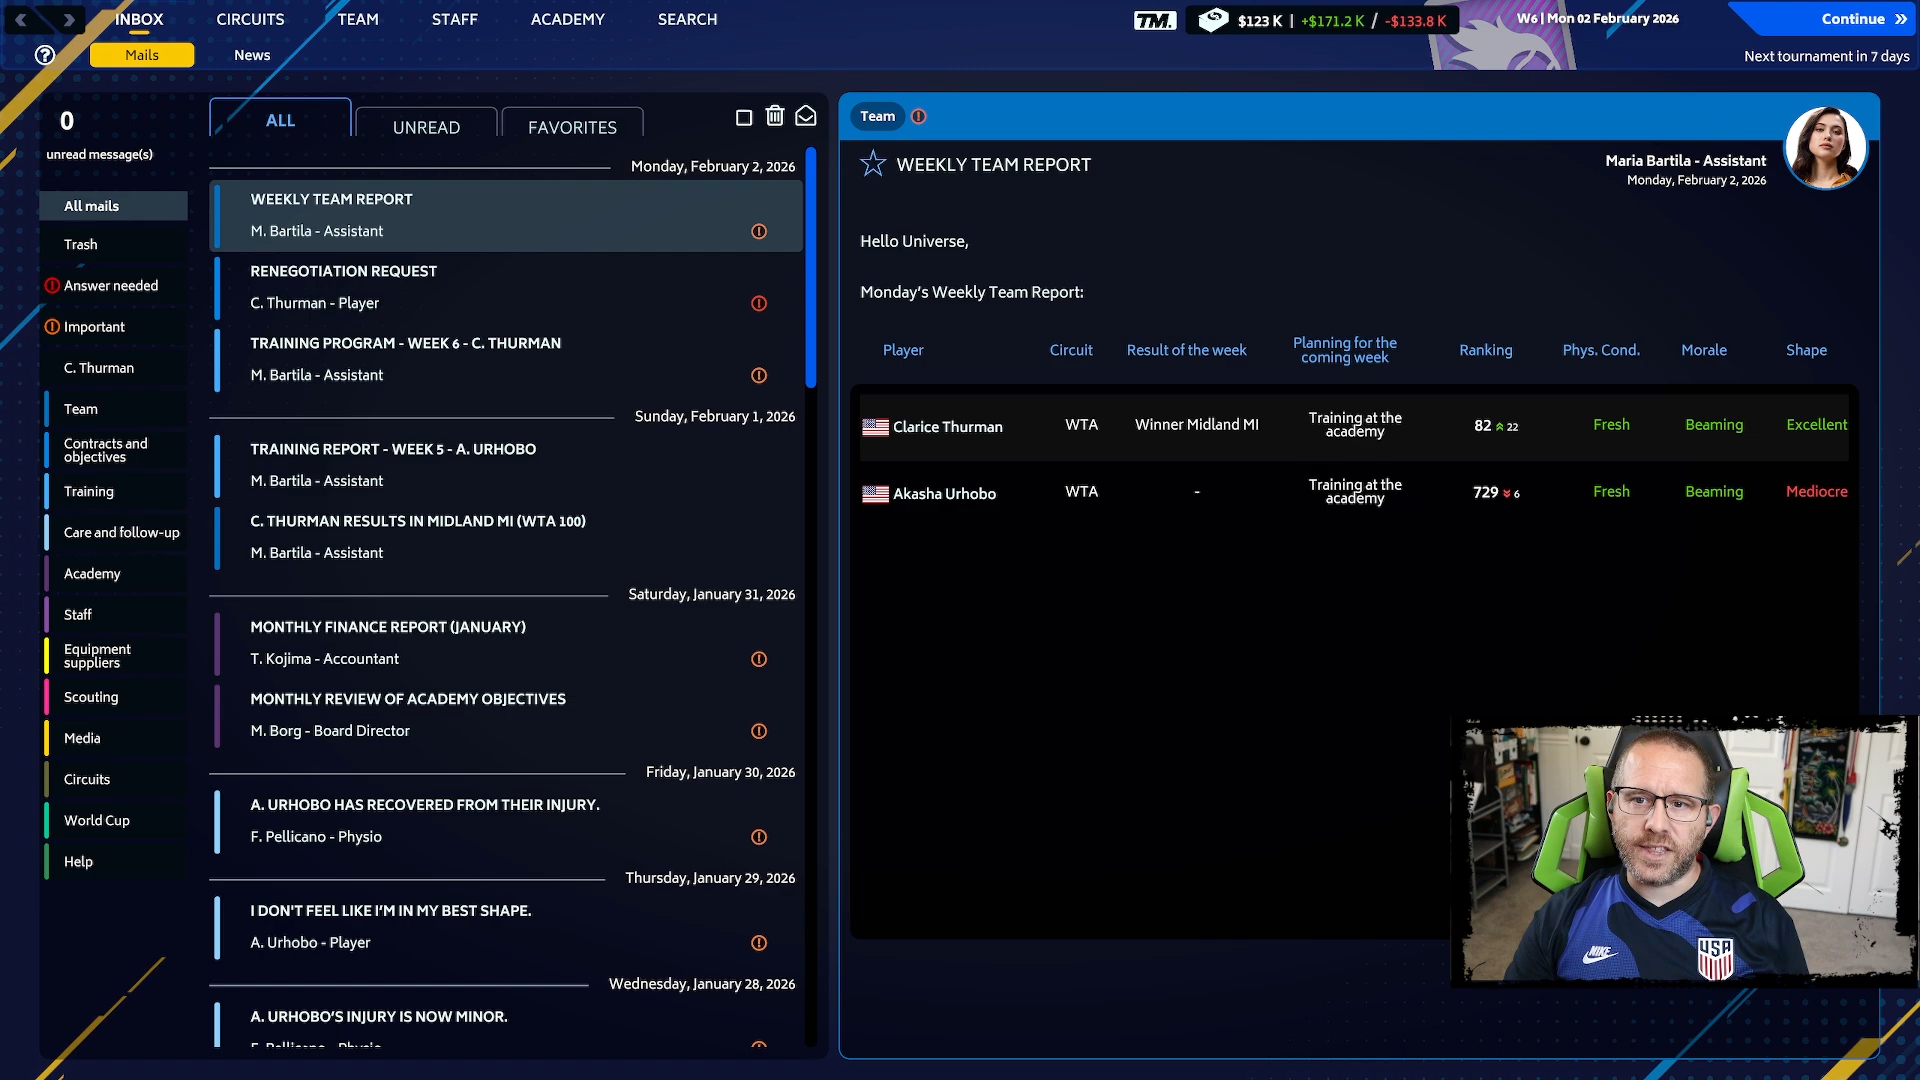 INBOX
CIRCUITS
TEAM
STAFF
ACADEMY
SEARCH
TM.
$123 K | +$171.2 K / -$133.8 K
W6 | Mon 02 February 2026
Continue
Mails
News
Next tournament in 7 days
0
unread message(s)
All mails
Trash
Answer needed
Important
C. Thurman
Team
Contracts and
objectives
Training
Care and follow-up
Academy
Staff
Equipment
suppliers
Scouting
Media
Circuits
World Cup
Help
ALL
UNREAD
FAVORITES
Monday, February 2, 2026
WEEKLY TEAM REPORT
M. Bartila - Assistant
RENEGOTIATION REQUEST
C. Thurman - Player
TRAINING PROGRAM - WEEK 6 - C. THURMAN
M. Bartila - Assistant
Sunday, February 1, 2026
TRAINING REPORT - WEEK 5 - A. URHOBO
M. Bartila - Assistant
C. THURMAN RESULTS IN MIDLAND MI (WTA 100)
M. Bartila - Assistant
Saturday, January 31, 2026
MONTHLY FINANCE REPORT (JANUARY)
T. Kojima - Accountant
MONTHLY REVIEW OF ACADEMY OBJECTIVES
M. Borg - Board Director
Friday, January 30, 2026
A. URHOBO HAS RECOVERED FROM THEIR INJURY.
F. Pellicano - Physio
Thursday, January 29, 2026
I DON'T FEEL LIKE I'M IN MY BEST SHAPE.
A. Urhobo - Player
Wednesday, January 28, 2026
A. URHOBO'S INJURY IS NOW MINOR.
F. Pellicano - Physio
Team
WEEKLY TEAM REPORT
Maria Bartila - Assistant
Monday, February 2, 2026
Hello Universe,
Monday's Weekly Team Report:
Player
Circuit
Result of the week
Planning for the
coming week
Ranking
Phys. Cond.
Morale
Shape
Clarice Thurman
WTA
Winner Midland MI
Training at the
academy
82 22
Fresh
Beaming
Excellent
Akasha Urhobo
WTA
-
Training at the
academy
729 6
Fresh
Beaming
Mediocre
NIKE
USA